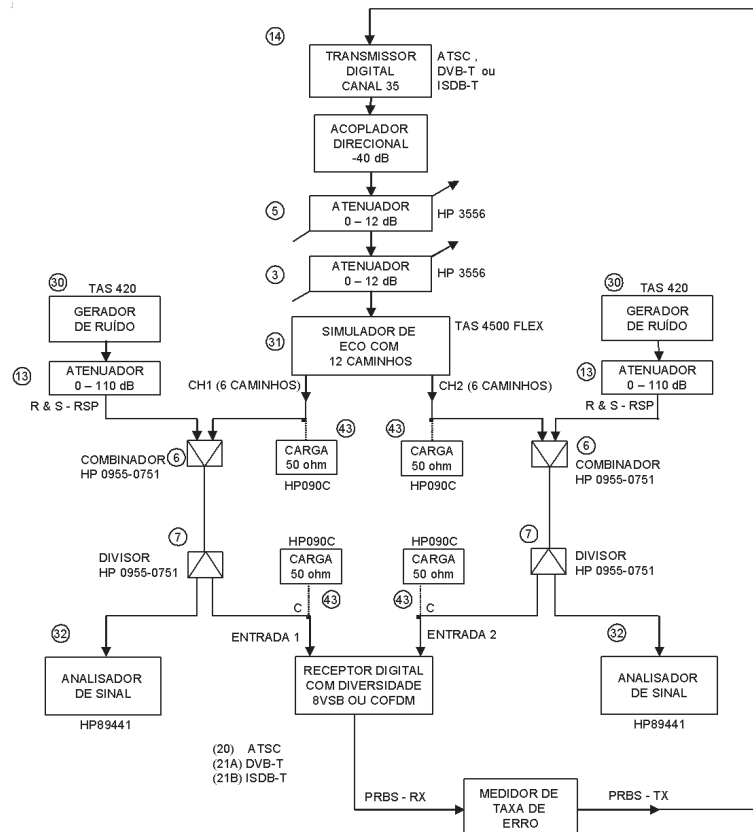 14
TRANSMISSOR
DIGITAL
CANAL 35
ATSC ,
DVB-T ou
ISDB-T
ACOPLADOR
DIRECIONAL
-40 dB
5
ATENUADOR
0 – 12 dB
HP 3556
3
ATENUADOR
0 – 12 dB
HP 3556
30
TAS 420
GERADOR
DE RUÍDO
13
ATENUADOR
0 – 110 dB
R & S - RSP
31
SIMULADOR DE
ECO COM
12 CAMINHOS
TAS 4500 FLEX
30
TAS 420
GERADOR
DE RUÍDO
13
ATENUADOR
0 – 110 dB
R & S - RSP
CH1 (6 CAMINHOS)
CH2 (6 CAMINHOS)
43
CARGA
50 ohm
HP090C
43
CARGA
50 ohm
HP090C
COMBINADOR
HP 0955-0751
6
6
COMBINADOR
HP 0955-0751
7
DIVISOR
HP 0955-0751
HP090C
CARGA
50 ohm
43
C
HP090C
CARGA
50 ohm
43
C
7
DIVISOR
HP 0955-0751
ENTRADA 1
ENTRADA 2
32
ANALISADOR
DE SINAL
HP89441
RECEPTOR DIGITAL
COM DIVERSIDADE
8VSB OU COFDM
32
ANALISADOR
DE SINAL
HP89441
(20) ATSC
(21A) DVB-T
(21B) ISDB-T
PRBS - RX
MEDIDOR DE
TAXA DE
ERRO
PRBS - TX